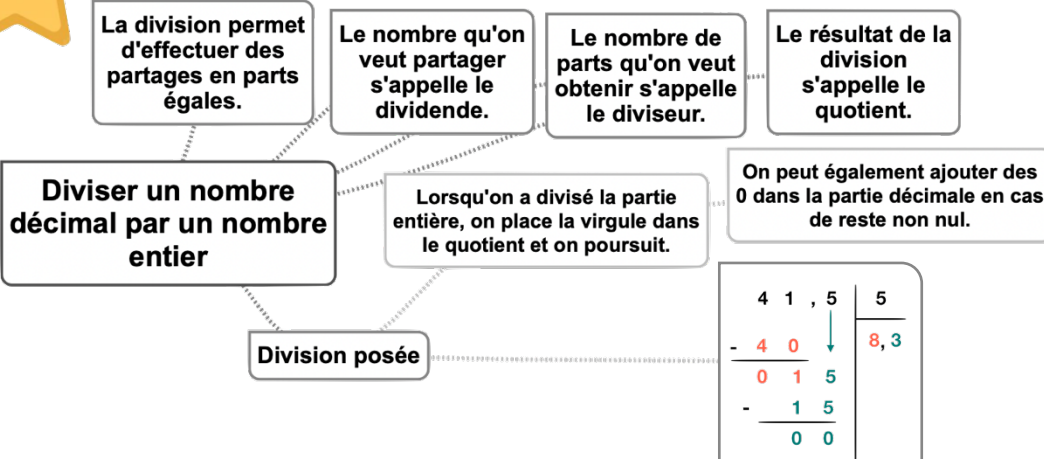 La division permet
d'effectuer des
partages en parts
égales.
Le nombre qu'on
veut partager
s'appelle le
dividende.
Le nombre de
parts qu'on veut
obtenir s'appelle
le diviseur.
Le résultat de la
division
s'appelle le
quotient.
Diviser un nombre
décimal par un nombre
entier
Lorsqu'on a divisé la partie
entière, on place la virgule dans
le quotient et on poursuit.
On peut également ajouter des
0 dans la partie décimale en cas
de reste non nul.
Division posée
4 1 , 5 5
- 4 0 8, 3
0 1 5
- 1 5
0 0